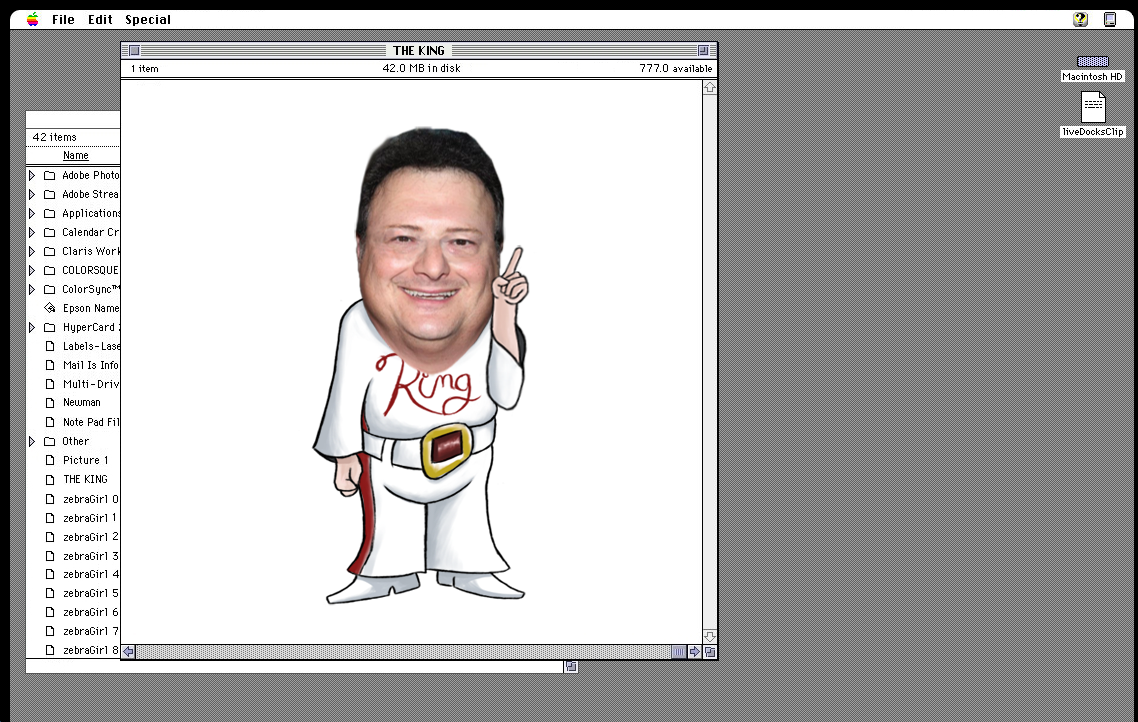 File Edit Special
THE KING
1 item 42.0 MB in disk 777.0 available
Macintosh HD
liveDocksClip
42 items
Name
Adobe Photo
Adobe Strea
Applications
Calendar Cr
Claris Work
COLORSQUE
ColorSync™
Epson Name
HyperCard 2
Labels-Lase
Mail Is Info
Multi-Driv
Newman
Note Pad Fil
Other
Picture 1
THE KING
zebraGirl 0
zebraGirl 1
zebraGirl 2
zebraGirl 3
zebraGirl 4
zebraGirl 5
zebraGirl 6
zebraGirl 7
zebraGirl 8
King